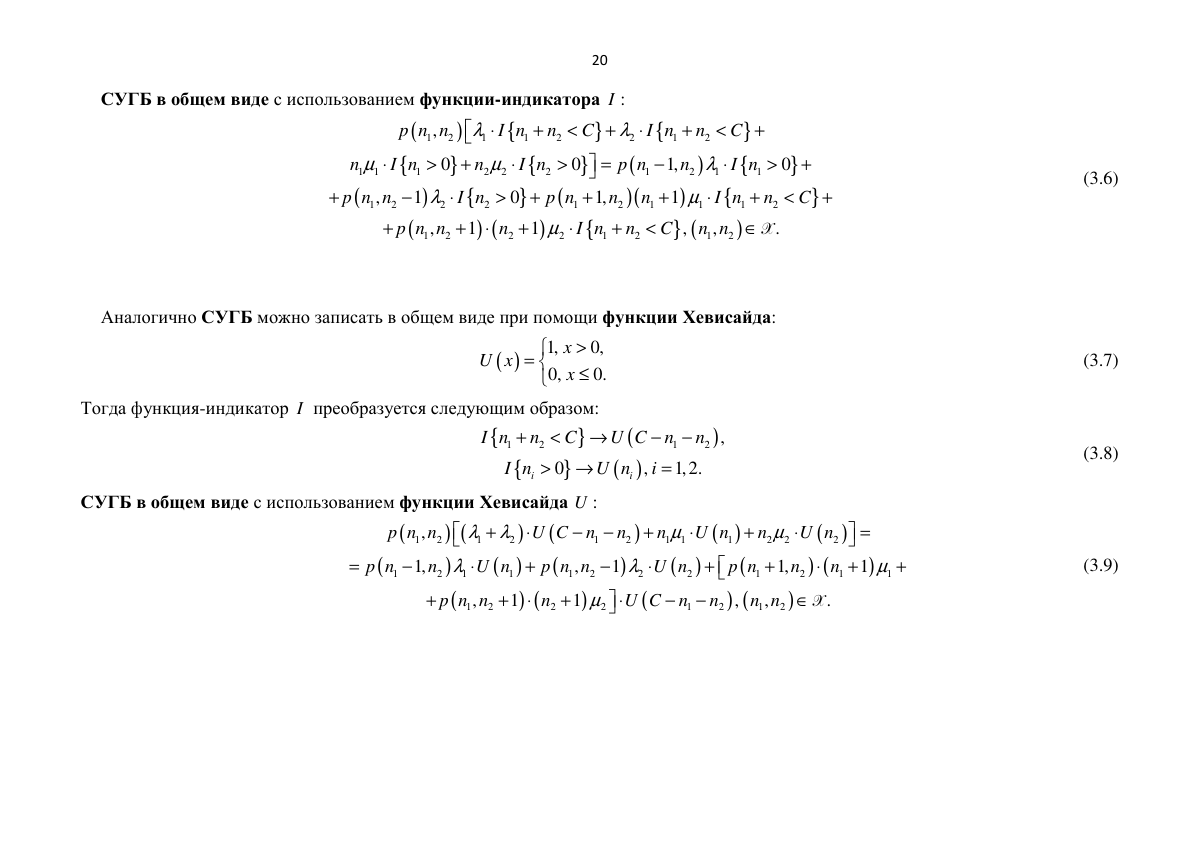 20
СУГБ в общем виде с использованием функции-индикатора I :
p(n₁,n₂)[λ₁·I{n₁+n₂<C}+λ₂·I{n₁+n₂<C}+
n₁μ₁·I{n₁>0}+n₂μ₂·I{n₂>0}]=p(n₁−1,n₂)λ₁·I{n₁>0}+
+p(n₁,n₂−1)λ₂·I{n₂>0}+p(n₁+1,n₂)(n₁+1)μ₁·I{n₁+n₂<C}+
+p(n₁,n₂+1)·(n₂+1)μ₂·I{n₁+n₂<C},(n₁,n₂)∈𝒳.
(3.6)
Аналогично СУГБ можно записать в общем виде при помощи функции Хевисайда:
U(x)={1, x>0,
0, x≤0.
(3.7)
Тогда функция-индикатор I преобразуется следующим образом:
I{n₁+n₂<C}→U(C−n₁−n₂),
I{nᵢ>0}→U(nᵢ),i=1,2.
(3.8)
СУГБ в общем виде с использованием функции Хевисайда U :
p(n₁,n₂)[(λ₁+λ₂)·U(C−n₁−n₂)+n₁μ₁·U(n₁)+n₂μ₂·U(n₂)]=
=p(n₁−1,n₂)λ₁·U(n₁)+p(n₁,n₂−1)λ₂·U(n₂)+[p(n₁+1,n₂)·(n₁+1)μ₁+
+p(n₁,n₂+1)·(n₂+1)μ₂]·U(C−n₁−n₂),(n₁,n₂)∈𝒳.
(3.9)